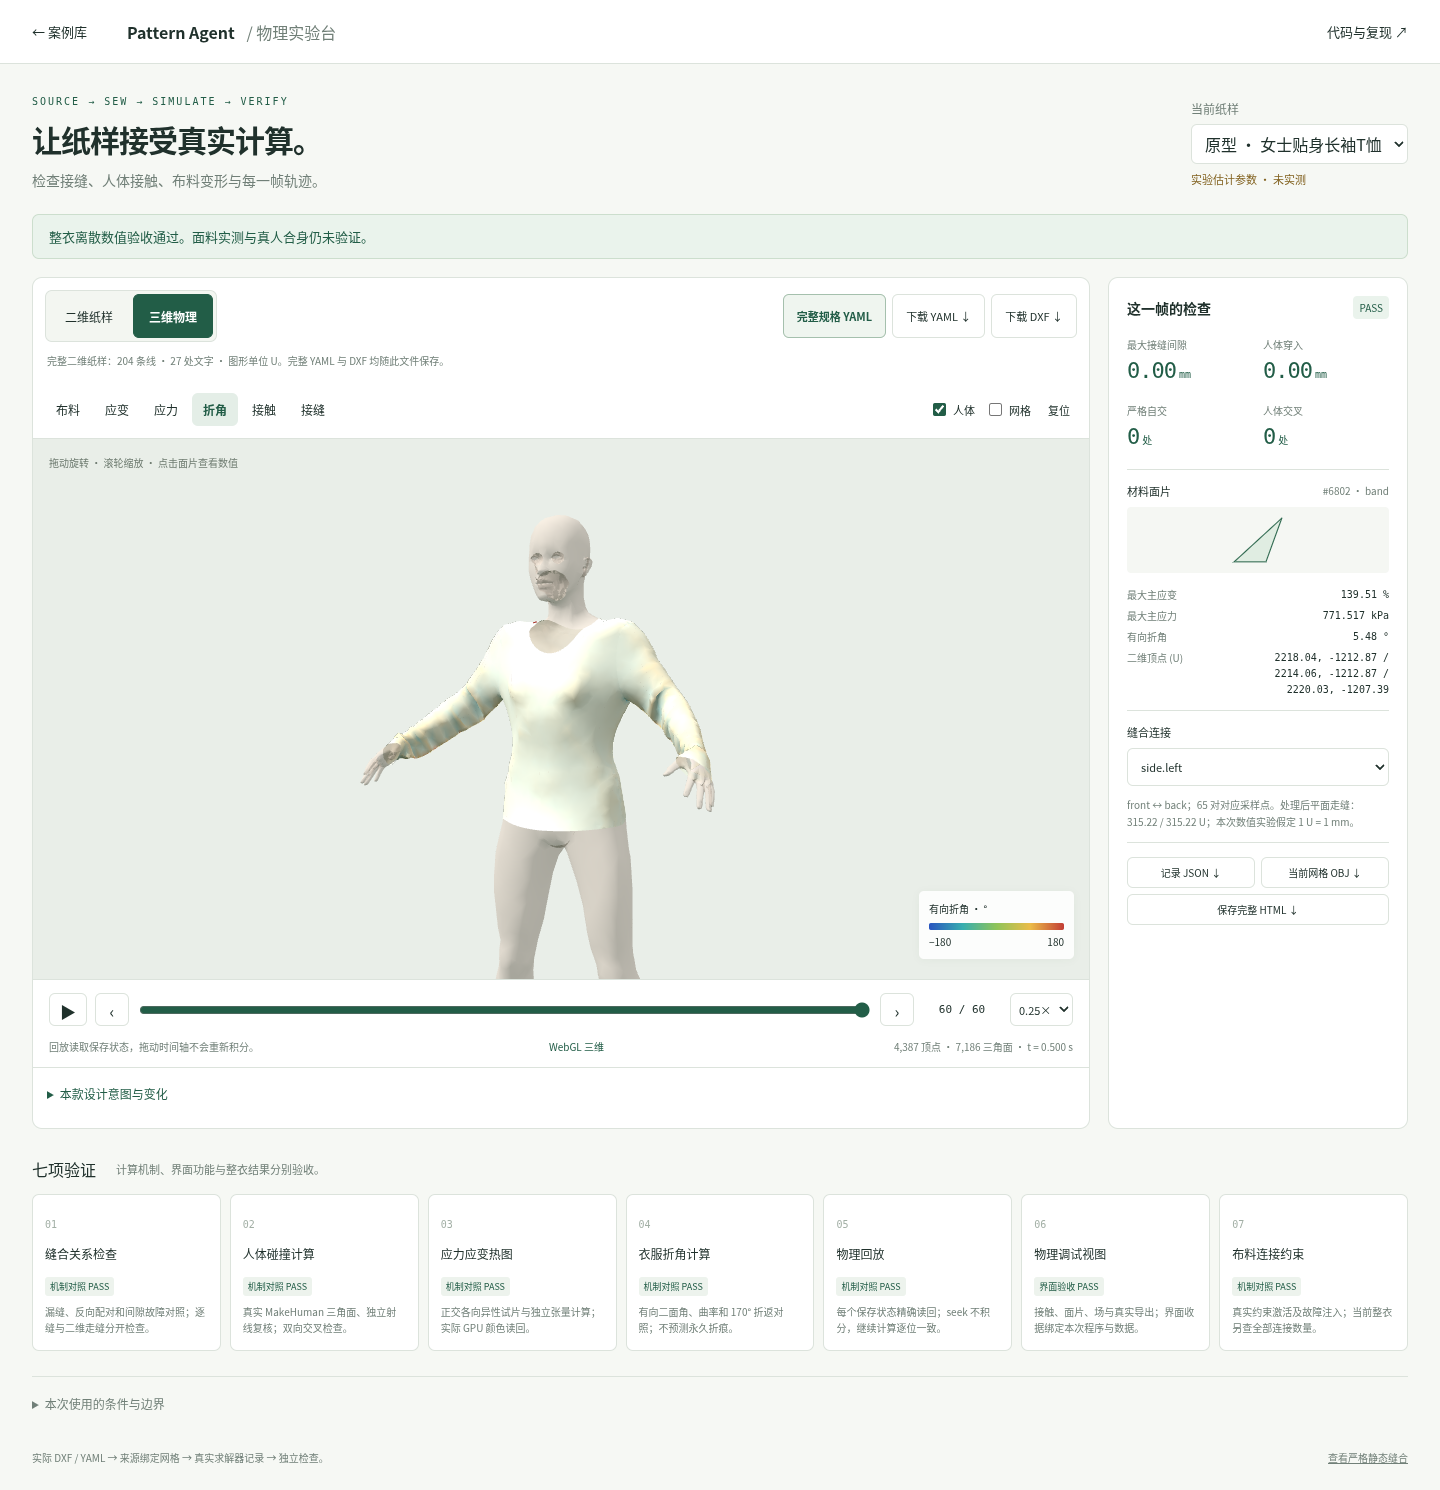 ← 案例库
Pattern Agent / 物理实验台
代码与复现 ↗
SOURCE → SEW → SIMULATE → VERIFY
让纸样接受真实计算。
检查接缝、人体接触、布料变形与每一帧轨迹。
当前纸样
原型 · 女士贴身长袖T恤
实验估计参数 · 未实测
整衣离散数值验收通过。面料实测与真人合身仍未验证。
二维纸样
三维物理
完整规格 YAML
下载 YAML ↓
下载 DXF ↓
完整二维纸样：204 条线 · 27 处文字 · 图形单位 U。完整 YAML 与 DXF 均随此文件保存。
布料
应变
应力
折角
接触
接缝
人体
网格
复位
拖动旋转 · 滚轮缩放 · 点击面片查看数值
有向折角 · °
−180
180
▶
‹
›
60 / 60
0.25×
回放读取保存状态，拖动时间轴不会重新积分。
WebGL 三维
4,387 顶点 · 7,186 三角面 · t = 0.500 s
▶ 本款设计意图与变化
这一帧的检查
PASS
最大接缝间隙
人体穿入
0.00 mm
0.00 mm
严格自交
人体交叉
0 处
0 处
材料面片
#6802 · band
最大主应变
139.51 %
最大主应力
771.517 kPa
有向折角
5.48 °
二维顶点 (U)
2218.04, -1212.87 /
2214.06, -1212.87 /
2220.03, -1207.39
缝合连接
side.left
front ↔ back；65 对对应采样点。处理后平面走缝：
315.22 / 315.22 U；本次数值实验假定 1 U = 1 mm。
记录 JSON ↓
当前网格 OBJ ↓
保存完整 HTML ↓
七项验证
计算机制、界面功能与整衣结果分别验收。
01
缝合关系检查
机制对照 PASS
漏缝、反向配对和间隙故障对照；逐
缝与二维走缝分开检查。
02
人体碰撞计算
机制对照 PASS
真实 MakeHuman 三角面、独立射
线复核；双向交叉检查。
03
应力应变热图
机制对照 PASS
正交各向异性试片与独立张量计算；
实际 GPU 颜色读回。
04
衣服折角计算
机制对照 PASS
有向二面角、曲率和 170° 折返对
照；不预测永久折痕。
05
物理回放
机制对照 PASS
每个保存状态精确读回；seek 不积
分，继续计算逐位一致。
06
物理调试视图
界面验收 PASS
接触、面片、场与真实导出；界面收
据绑定本次程序与数据。
07
布料连接约束
机制对照 PASS
真实约束激活及故障注入；当前整衣
另查全部连接数量。
▶ 本次使用的条件与边界
实际 DXF / YAML → 来源绑定网格 → 真实求解器记录 → 独立检查。
查看严格静态缝合